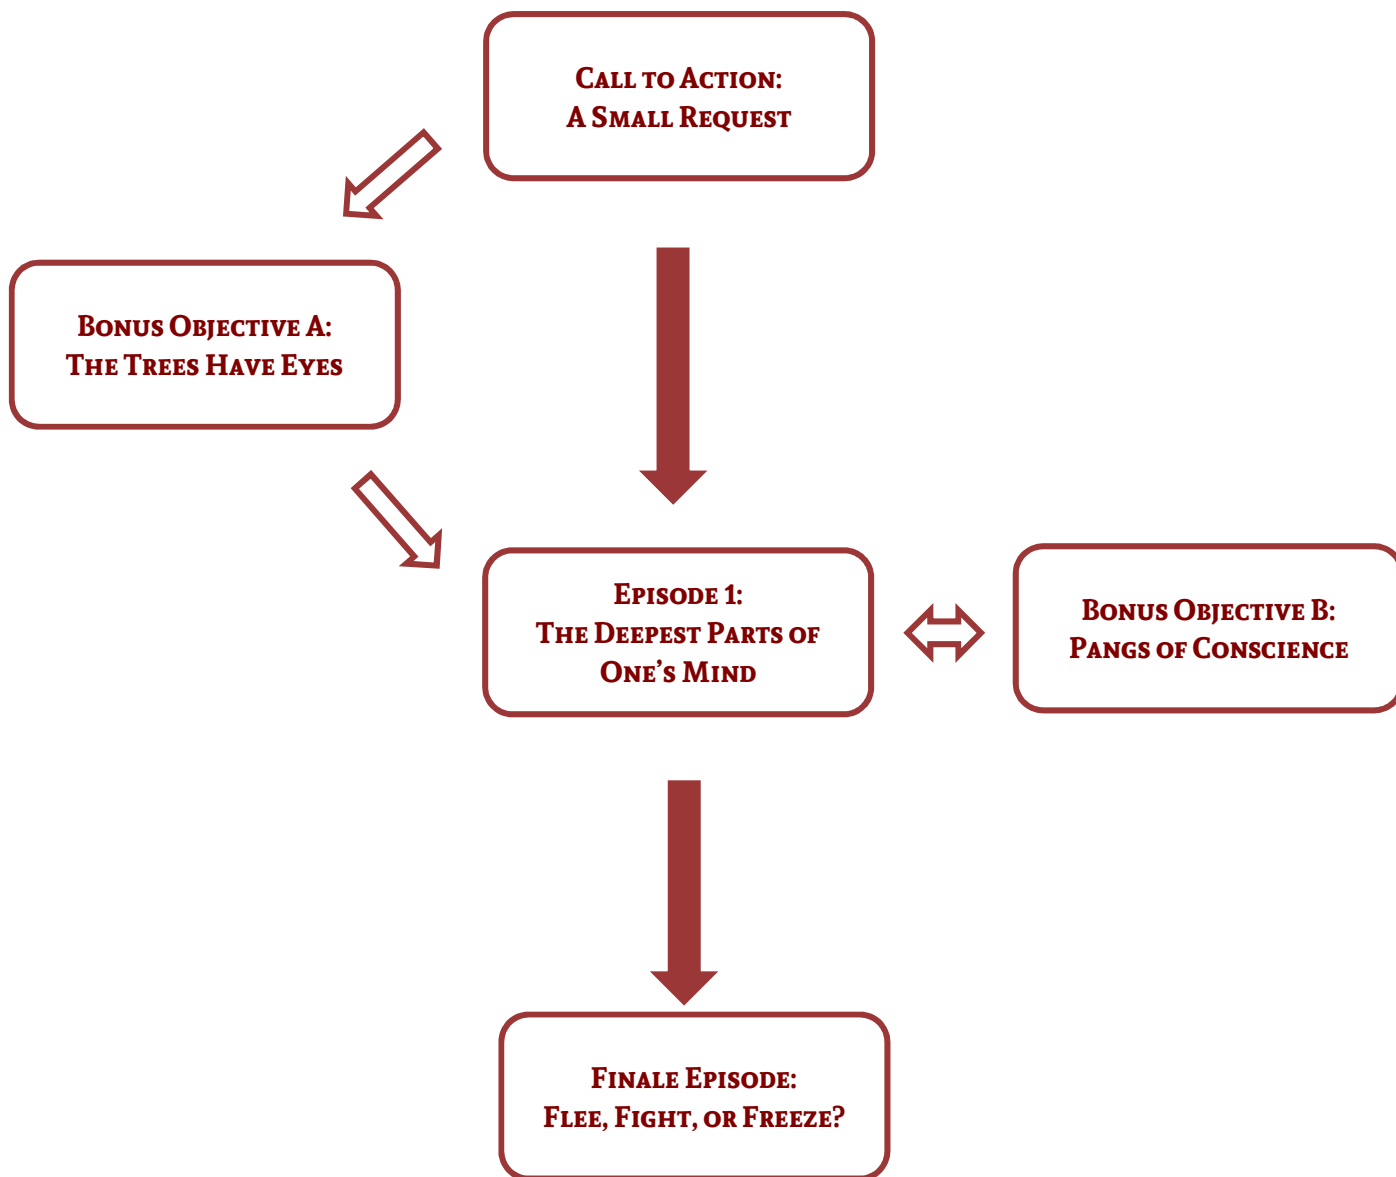 Call to Action:
A Small Request
Bonus Objective A:
The Trees Have Eyes
Episode 1:
The Deepest Parts of
One’s Mind
Bonus Objective B:
Pangs of Conscience
Finale Episode:
Flee, Fight, or Freeze?